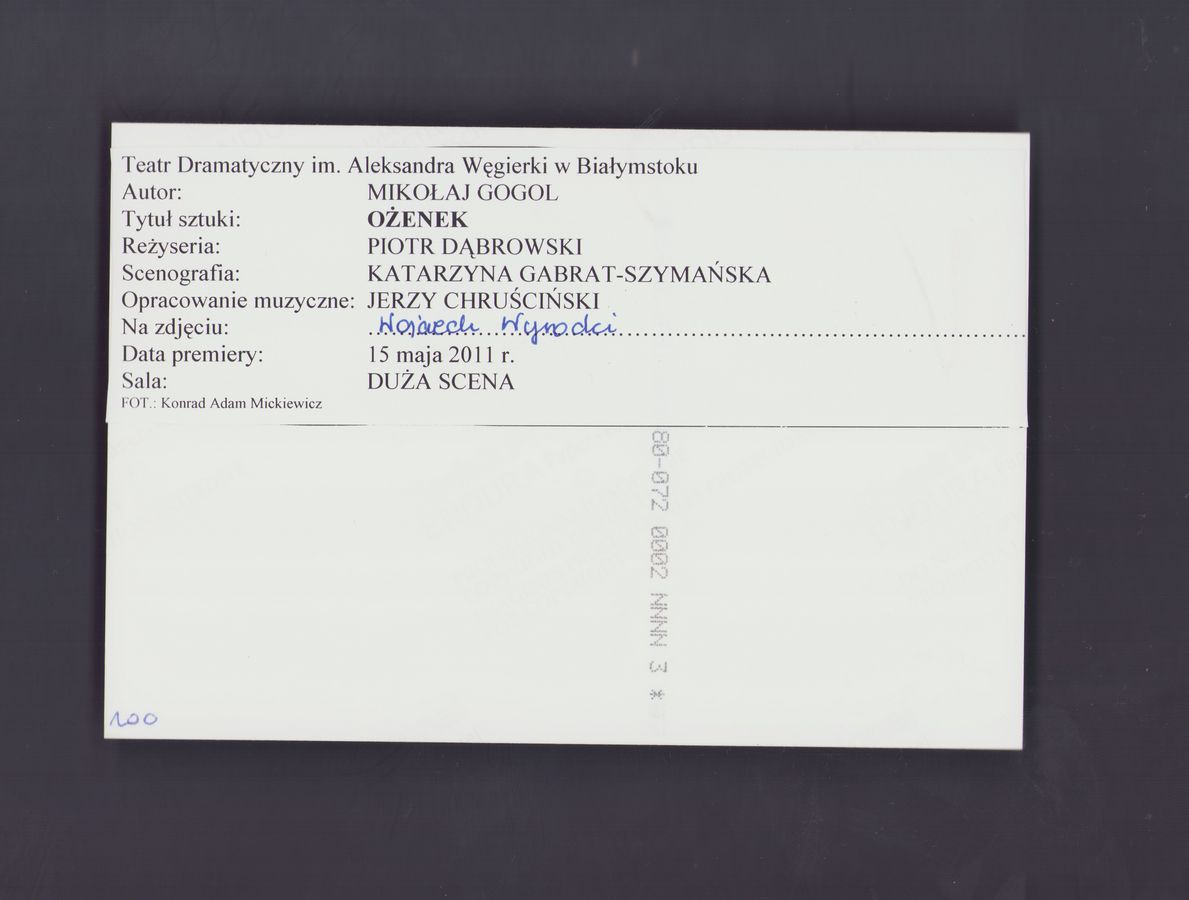 Teatr Dramatyczny im. Aleksandra Węgierki w Białymstoku
Autor: MIKOŁAJ GOGOL
Tytuł sztuki: OŻENEK
Reżyseria: PIOTR DĄBROWSKI
Scenografia: KATARZYNA GABRAT-SZYMAŃSKA
Opracowanie muzyczne: JERZY CHRUŚCIŃSKI
Na zdjęciu: Wojciech Wysocki
Data premiery: 15 maja 2011 r.
Sala: DUŻA SCENA
FOT.: Konrad Adam Mickiewicz
80-072 0002 NNNN 3 *
100